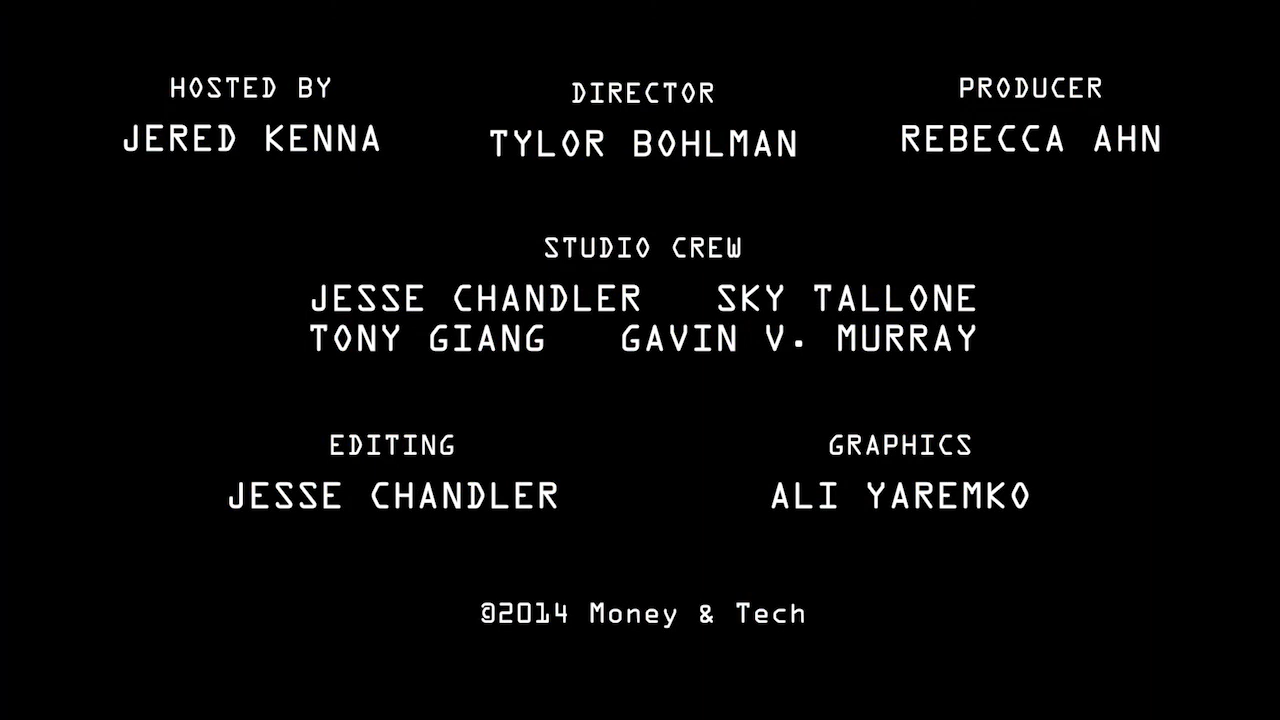 HOSTED BY
JERED KENNA
DIRECTOR
TYLOR BOHLMAN
PRODUCER
REBECCA AHN
STUDIO CREW
JESSE CHANDLER SKY TALLONE
TONY GIANG GAVIN V. MURRAY
EDITING
JESSE CHANDLER
GRAPHICS
ALI YAREMKO
©2014 Money & Tech